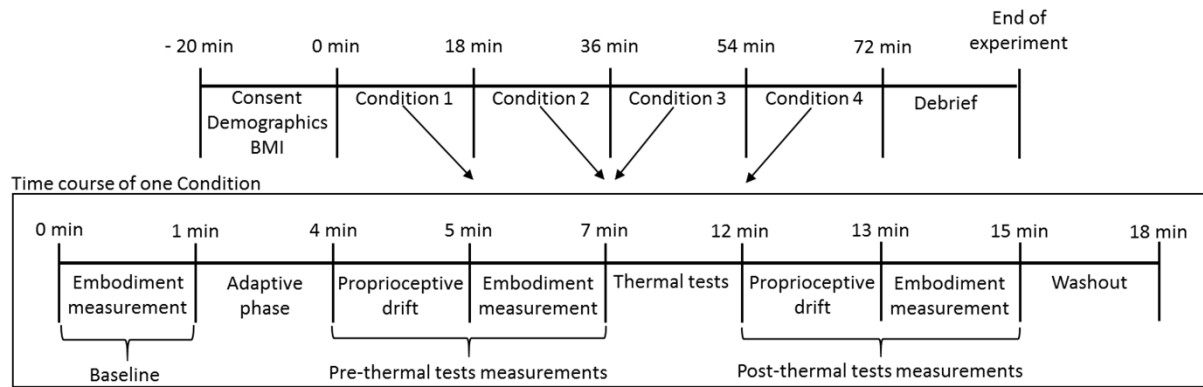 End of
experiment
- 20 min 0 min 18 min 36 min 54 min 72 min
Consent
Demographics
BMI
Condition 1
Condition 2
Condition 3
Condition 4
Debrief
Time course of one Condition
0 min 1 min 4 min 5 min 7 min 12 min 13 min 15 min 18 min
Embodiment
measurement
Adaptive
phase
Proprioceptive
drift
Embodiment
measurement
Thermal tests
Proprioceptive
drift
Embodiment
measurement
Washout
Baseline
Pre-thermal tests measurements
Post-thermal tests measurements